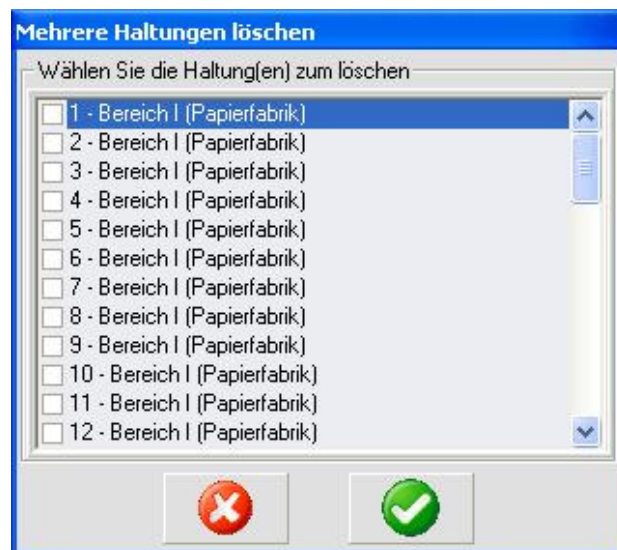 Mehrere Haltungen löschen
Wählen Sie die Haltung(en) zum löschen
1 - Bereich I (Papierfabrik)
2 - Bereich I (Papierfabrik)
3 - Bereich I (Papierfabrik)
4 - Bereich I (Papierfabrik)
5 - Bereich I (Papierfabrik)
6 - Bereich I (Papierfabrik)
7 - Bereich I (Papierfabrik)
8 - Bereich I (Papierfabrik)
9 - Bereich I (Papierfabrik)
10 - Bereich I (Papierfabrik)
11 - Bereich I (Papierfabrik)
12 - Bereich I (Papierfabrik)